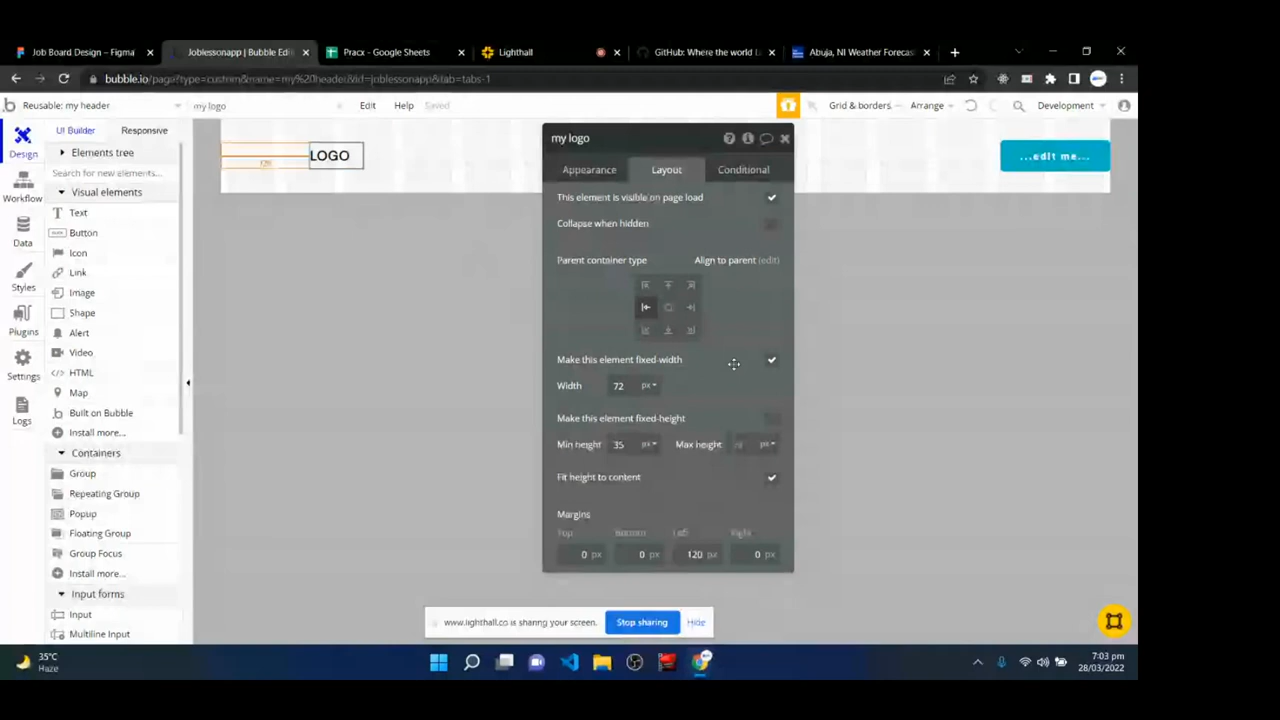 Job Board Design – Figma
Joblessonapp | Bubble Edi
Pracx - Google Sheets
Lighthall
GitHub: Where the world
Abuja, NI Weather Forecas
bubble.io/page?type=custom&name=my%20header&id=joblessonapp&tab=tabs-1
Reusable: my header
my logo
Edit
Help
Saved
Grid & borders
Arrange
Development
Design
Workflow
Data
Styles
Plugins
Settings
Logs
UI Builder
Responsive
Elements tree
Search for new elements...
Visual elements
Text
Button
Icon
Link
Image
Shape
Alert
Video
</> HTML
Map
Built on Bubble
Install more...
Containers
Group
Repeating Group
Popup
Floating Group
Group Focus
Install more...
Input forms
Input
Multiline Input
120
LOGO
...edit me...
my logo
Appearance
Layout
Conditional
This element is visible on page load
Collapse when hidden
Parent container type
Align to parent (edit)
Make this element fixed-width
Width 72 px
Make this element fixed-height
Min height 35 px Max height px
Fit height to content
Margins
Top Bottom Left Right
0 px 0 px 120 px 0 px
www.lighthall.co is sharing your screen.
Stop sharing
Hide
35°C
Haze
7:03 pm
28/03/2022